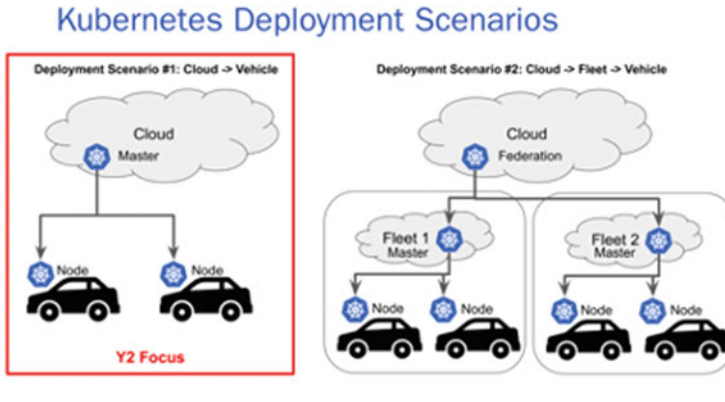 Kubernetes Deployment Scenarios
Deployment Scenario #1: Cloud -> Vehicle
Cloud
Master
Node
Node
Y2 Focus
Deployment Scenario #2: Cloud -> Fleet -> Vehicle
Cloud
Federation
Fleet 1
Master
Node
Node
Fleet 2
Master
Node
Node